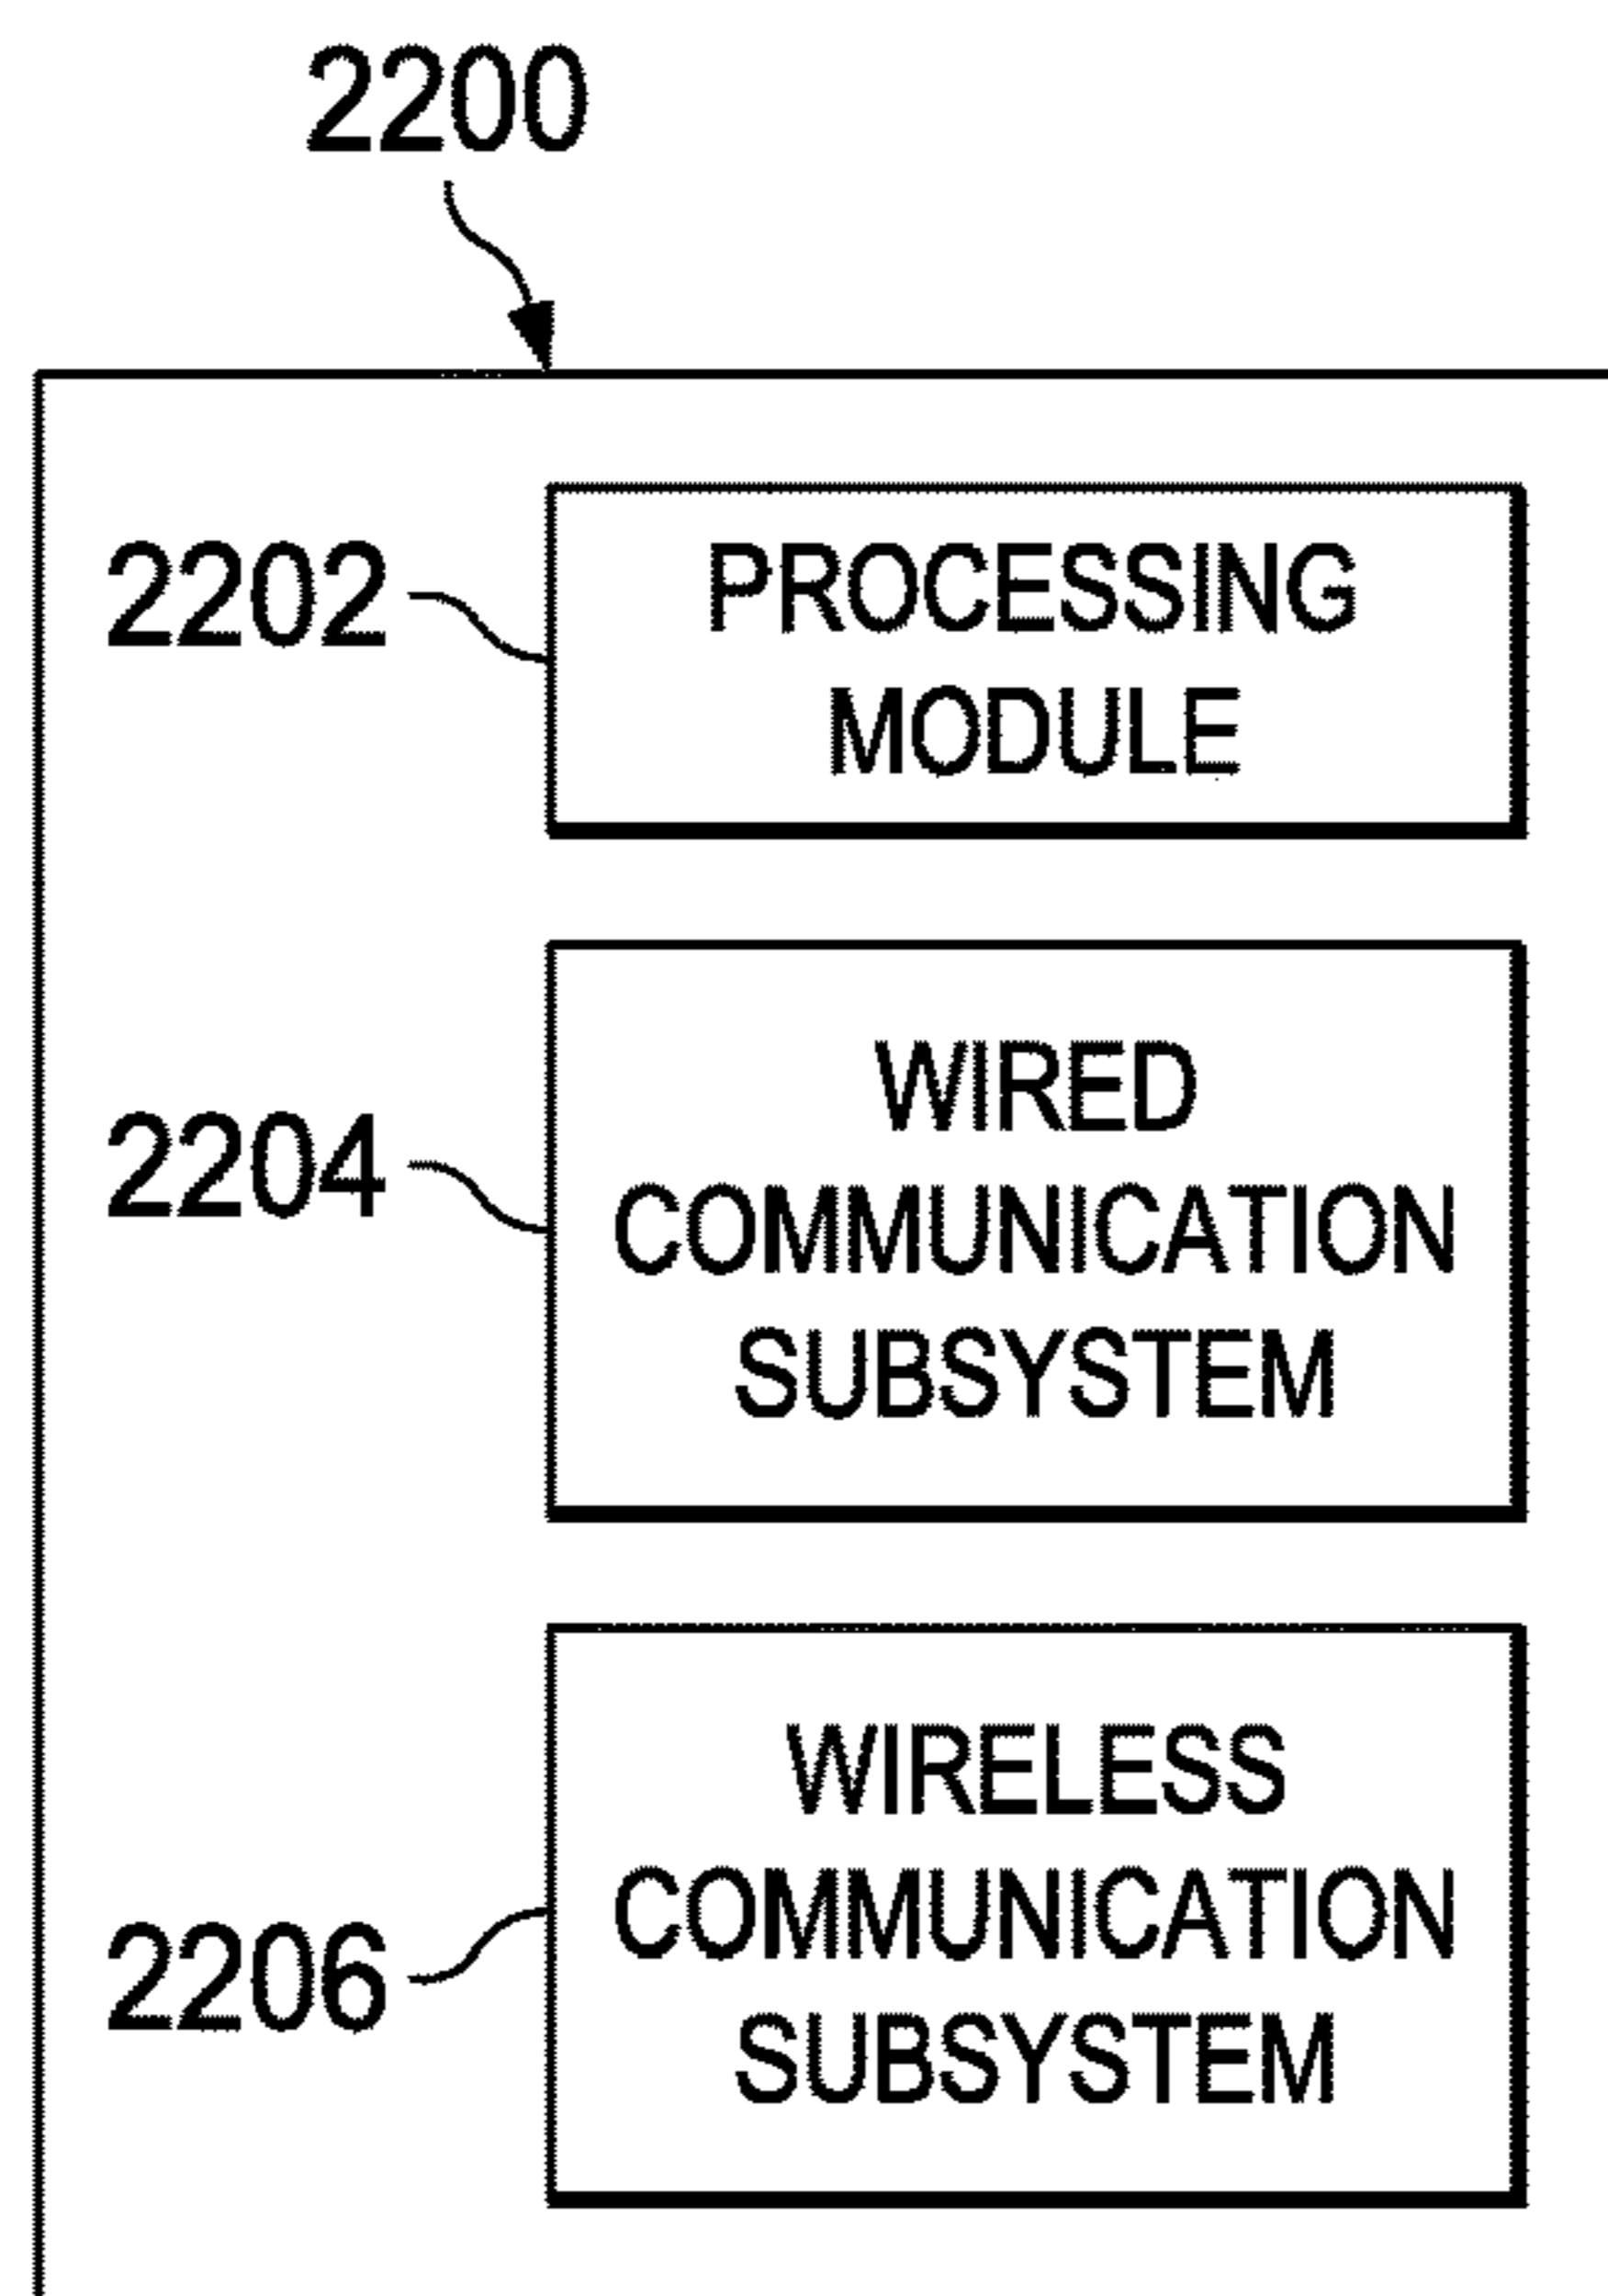 2200
2202
PROCESSING
MODULE
2204
WIRED
COMMUNICATION
SUBSYSTEM
2206
WIRELESS
COMMUNICATION
SUBSYSTEM